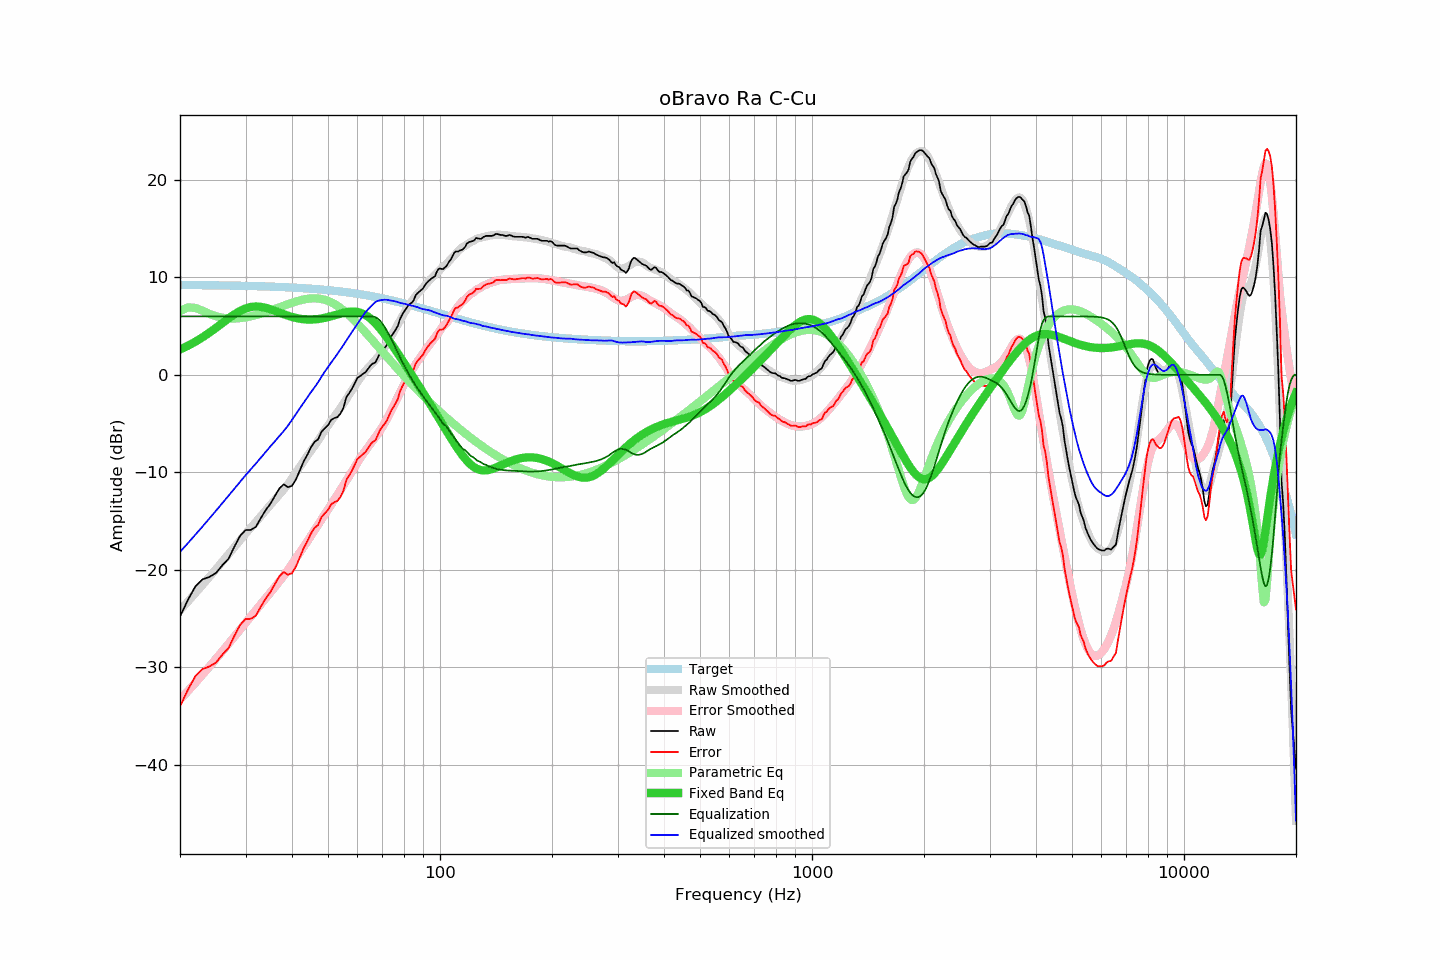 oBravo Ra C-Cu
Amplitude (dBr)
20
10
0
−10
−20
−30
−40
Target
Raw Smoothed
Error Smoothed
Raw
Error
Parametric Eq
Fixed Band Eq
Equalization
Equalized smoothed
100
1000
10000
Frequency (Hz)